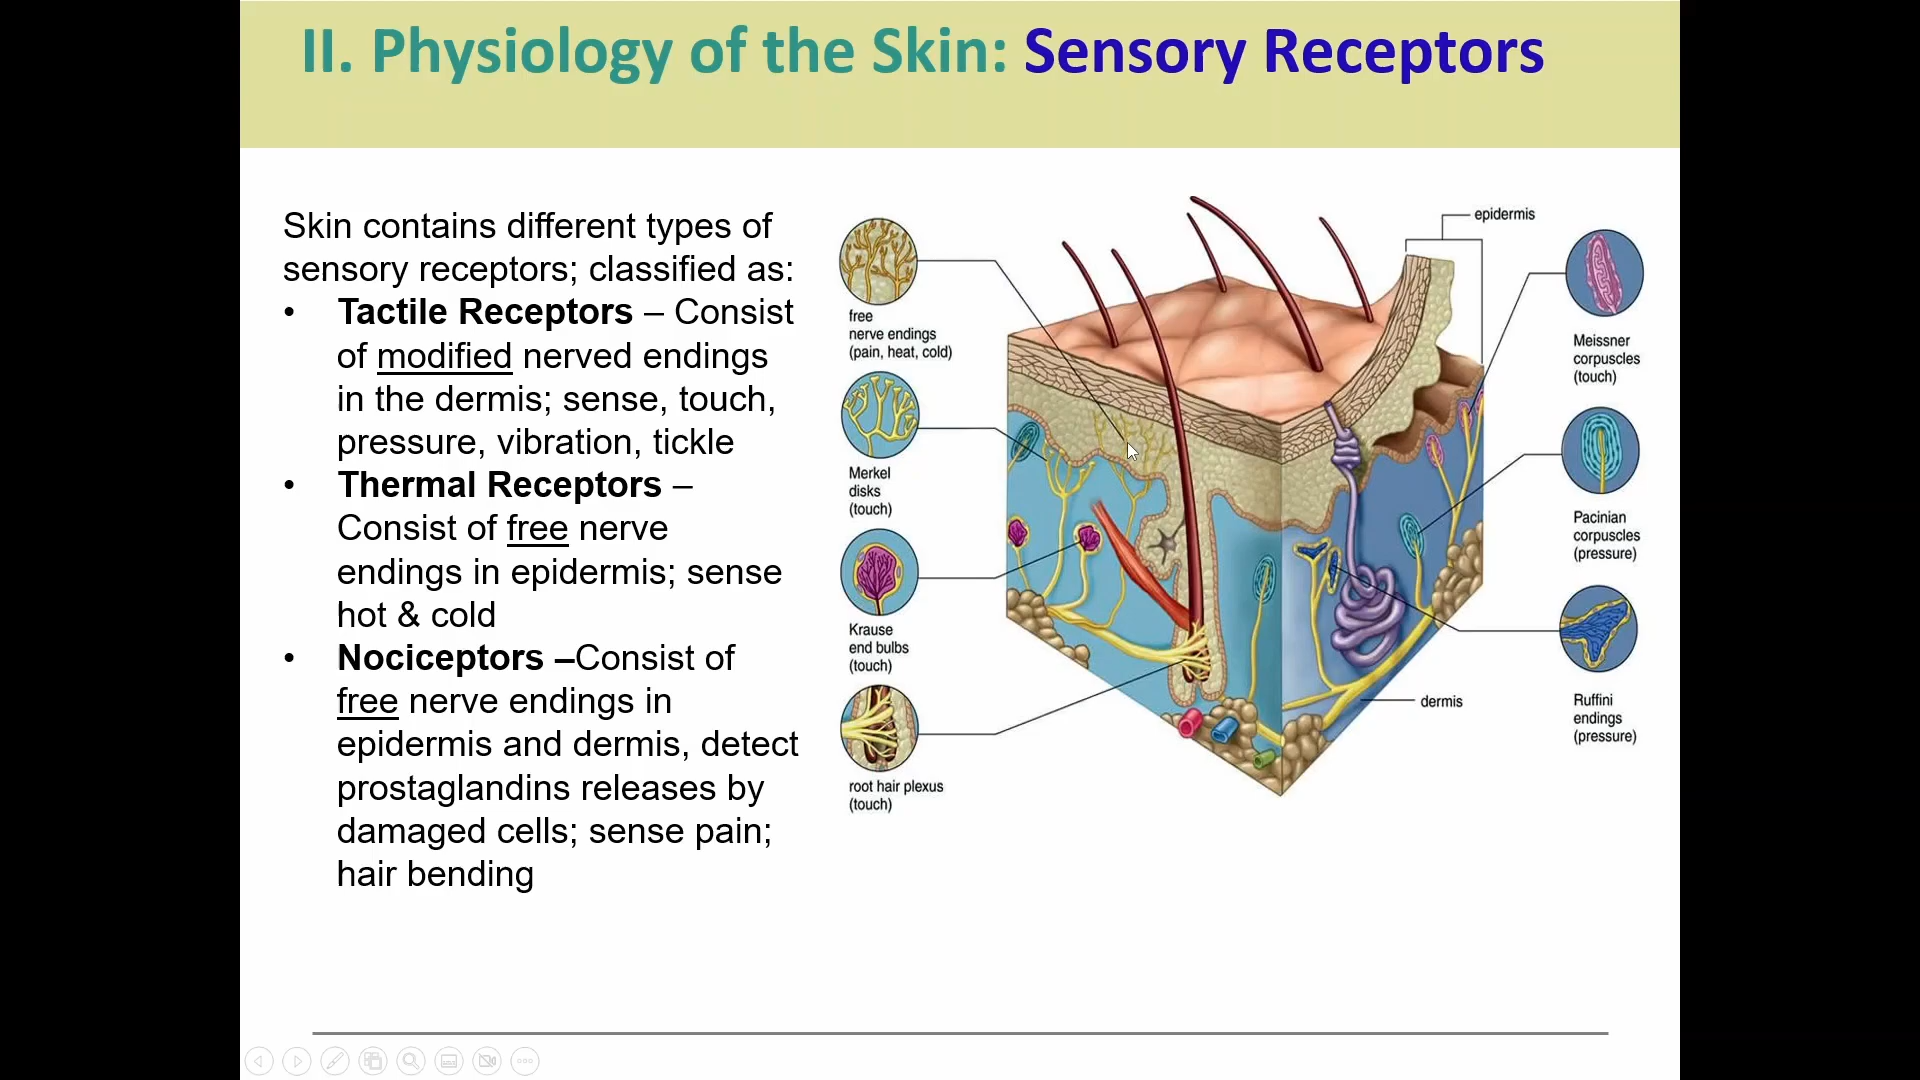 II. Physiology of the Skin: Sensory Receptors
Skin contains different types of
sensory receptors; classified as:
• Tactile Receptors – Consist
of modified nerved endings
in the dermis; sense, touch,
pressure, vibration, tickle
• Thermal Receptors –
Consist of free nerve
endings in epidermis; sense
hot & cold
• Nociceptors –Consist of
free nerve endings in
epidermis and dermis, detect
prostaglandins releases by
damaged cells; sense pain;
hair bending
free
nerve endings
(pain, heat, cold)
Merkel
disks
(touch)
Krause
end bulbs
(touch)
root hair plexus
(touch)
epidermis
Meissner
corpuscles
(touch)
Pacinian
corpuscles
(pressure)
Ruffini
endings
(pressure)
dermis